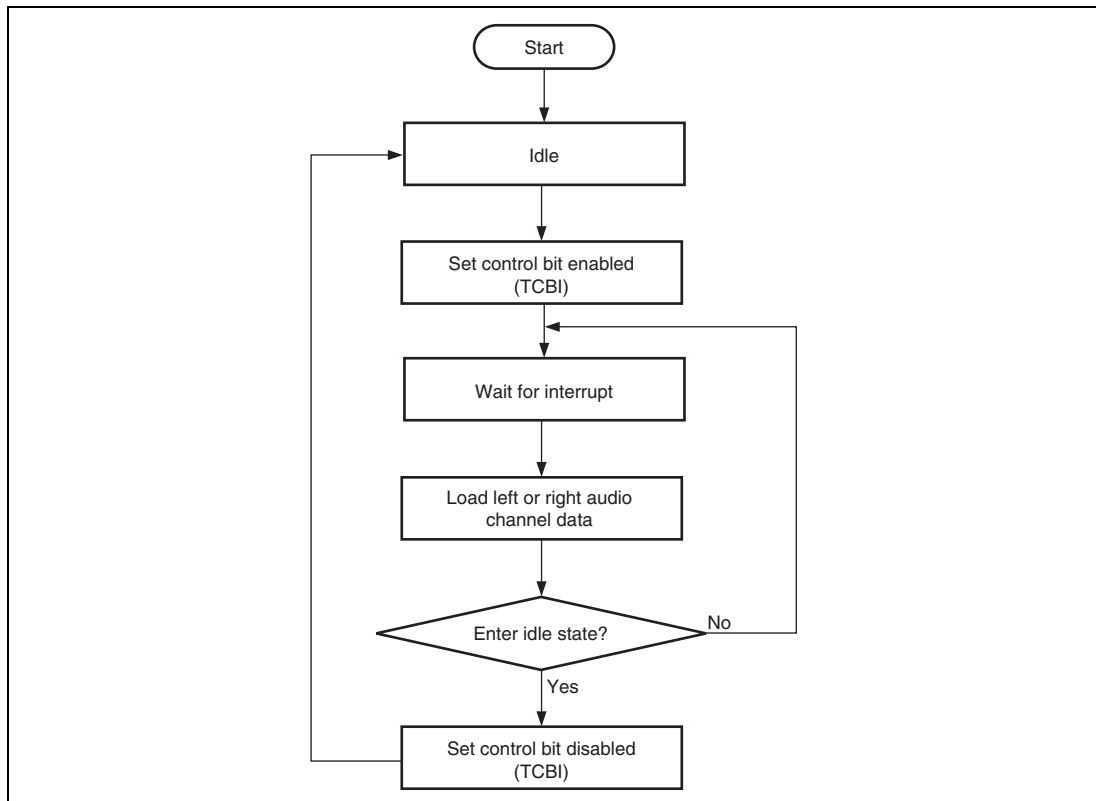 Start
Idle
Set control bit enabled
(TCBI)
Wait for interrupt
Load left or right audio
channel data
Enter idle state?
No
Yes
Set control bit disabled
(TCBI)